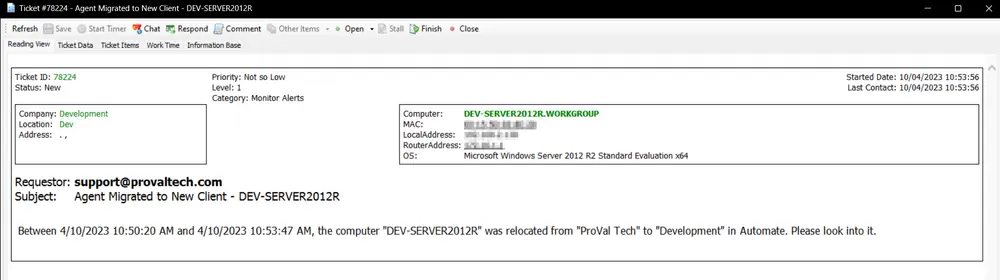 Ticket #78224 - Agent Migrated to New Client - DEV-SERVER2012R
Refresh Save Start Timer Chat Respond Comment Other Items Open Stall Finish Close
Reading View Ticket Data Ticket Items Work Time Information Base
Ticket ID: 78224 Priority: Not so Low Started Date: 10/04/2023 10:53:56
Status: New Level: 1 Last Contact: 10/04/2023 10:53:56
Category: Monitor Alerts
Company: Development Computer: DEV-SERVER2012R.WORKGROUP
Location: Dev MAC:
Address: , , LocalAddress:
RouterAddress:
OS: Microsoft Windows Server 2012 R2 Standard Evaluation x64
Requestor: support@provaltech.com
Subject: Agent Migrated to New Client - DEV-SERVER2012R
Between 4/10/2023 10:50:20 AM and 4/10/2023 10:53:47 AM, the computer "DEV-SERVER2012R" was relocated from "ProVal Tech" to "Development" in Automate. Please look into it.